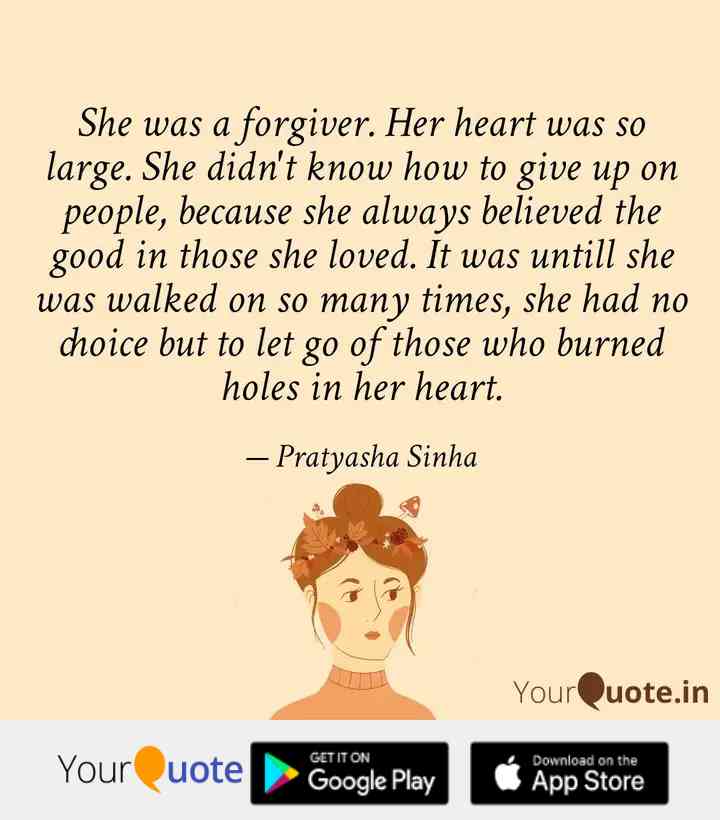 She was a forgiver. Her heart was so
large. She didn't know how to give up on
people, because she always believed the
good in those she loved. It was untill she
was walked on so many times, she had no
choice but to let go of those who burned
holes in her heart.
— Pratyasha Sinha
YourQuote.in
YourQuote
GET IT ON
Google Play
Download on the
App Store